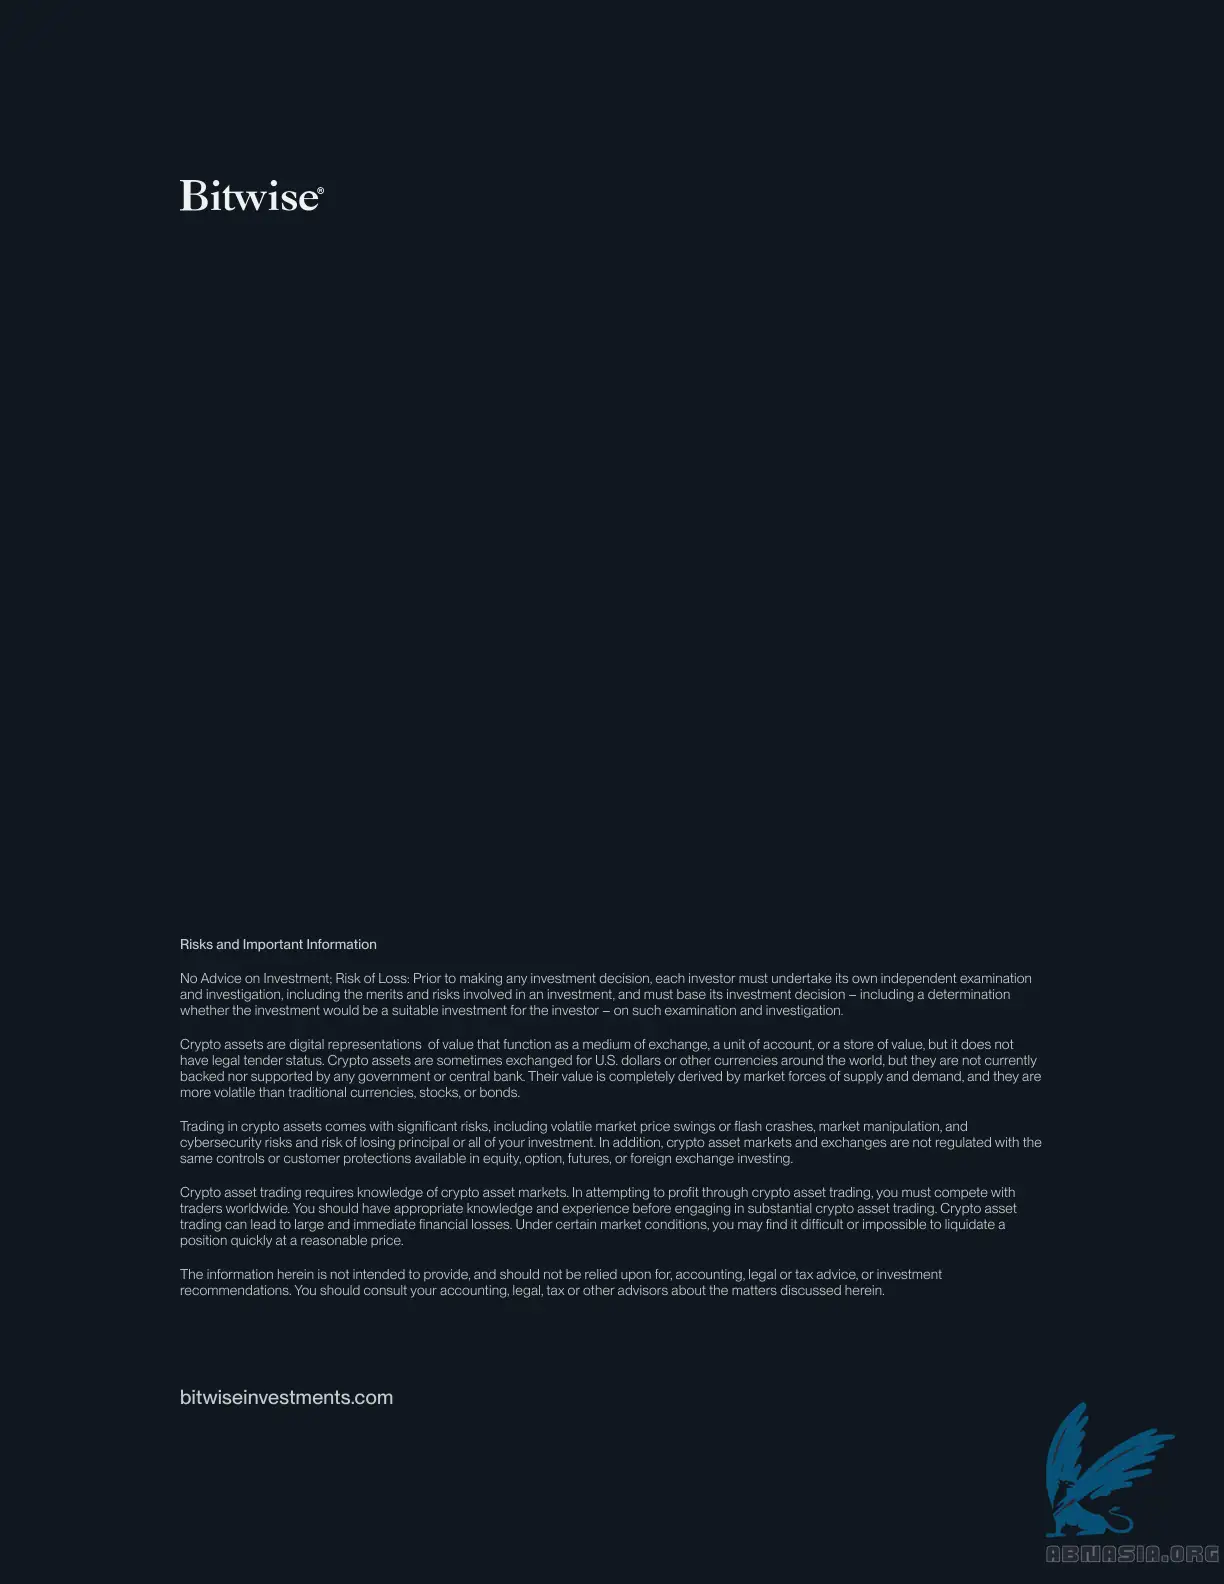 Bitwise®
Risks and Important Information
No Advice on Investment; Risk of Loss: Prior to making any investment decision, each investor must undertake its own independent examination
and investigation, including the merits and risks involved in an investment, and must base its investment decision – including a determination
whether the investment would be a suitable investment for the investor – on such examination and investigation.
Crypto assets are digital representations  of value that function as a medium of exchange, a unit of account, or a store of value, but it does not
have legal tender status. Crypto assets are sometimes exchanged for U.S. dollars or other currencies around the world, but they are not currently
backed nor supported by any government or central bank. Their value is completely derived by market forces of supply and demand, and they are
more volatile than traditional currencies, stocks, or bonds.
Trading in crypto assets comes with significant risks, including volatile market price swings or flash crashes, market manipulation, and
cybersecurity risks and risk of losing principal or all of your investment. In addition, crypto asset markets and exchanges are not regulated with the
same controls or customer protections available in equity, option, futures, or foreign exchange investing.
Crypto asset trading requires knowledge of crypto asset markets. In attempting to profit through crypto asset trading, you must compete with
traders worldwide. You should have appropriate knowledge and experience before engaging in substantial crypto asset trading. Crypto asset
trading can lead to large and immediate financial losses. Under certain market conditions, you may find it difficult or impossible to liquidate a
position quickly at a reasonable price.
The information herein is not intended to provide, and should not be relied upon for, accounting, legal or tax advice, or investment
recommendations. You should consult your accounting, legal, tax or other advisors about the matters discussed herein.
bitwiseinvestments.com
ABNASIA.ORG